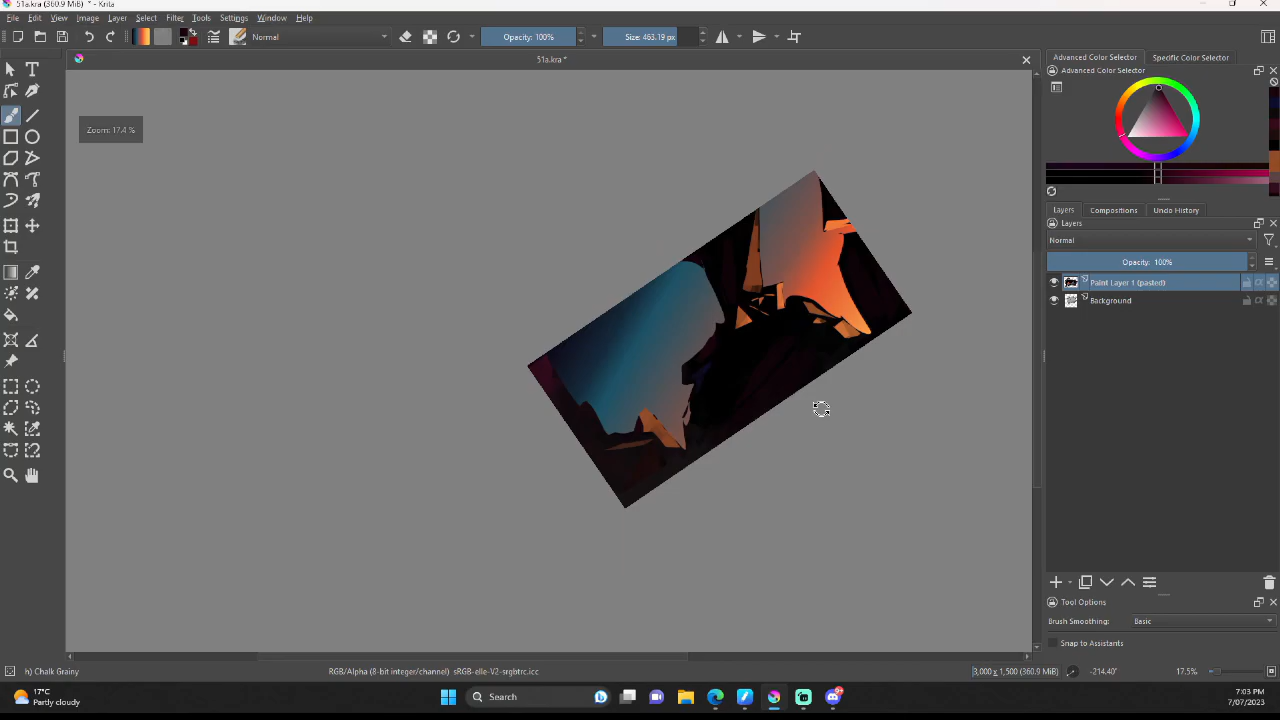 51a.kra (360.9 MiB) * - Krita
File Edit View Image Layer Select Filter Tools Settings Window Help
Normal
Opacity: 100%
Size: 463.19 px
51a.kra *
Zoom: 17.4 %
Advanced Color Selector Specific Color Selector
Advanced Color Selector
Layers Compositions Undo History
Layers
Normal
Opacity: 100%
Paint Layer 1 (pasted)
Background
Tool Options
Brush Smoothing: Basic
Snap to Assistants
h) Chalk Grainy
RGB/Alpha (8-bit integer/channel) sRGB-elle-V2-srgbtrc.icc
3,000 x 1,500 (360.9 MiB)
-214.40°
17.5%
17°C
Partly cloudy
Search
7:03 PM
7/07/2023